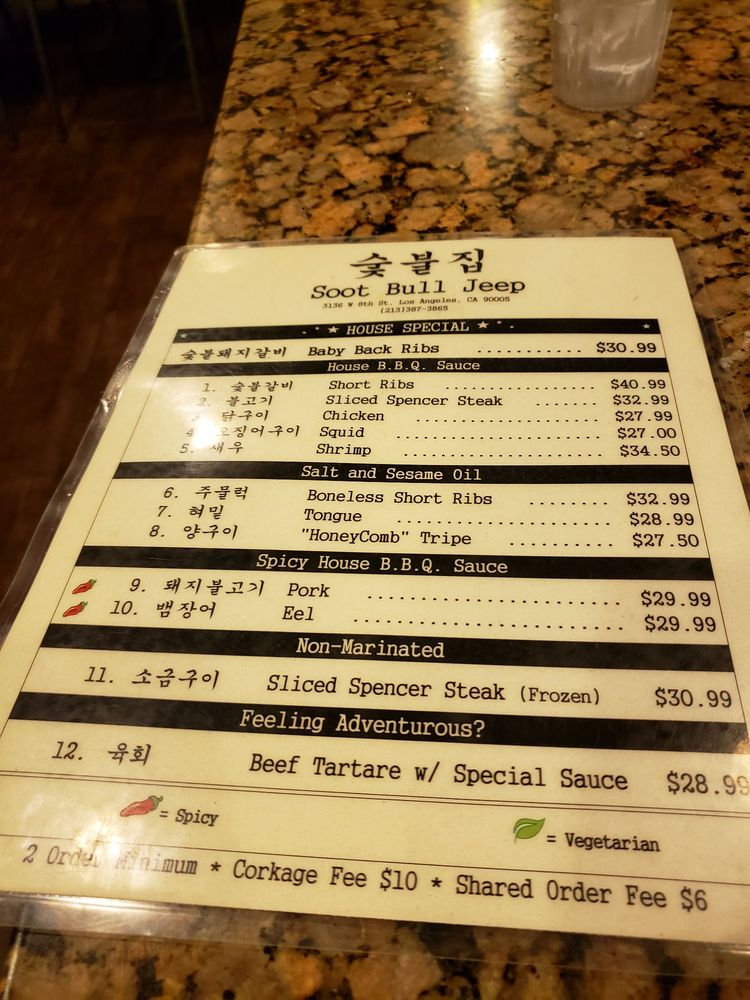 숯불집
Soot Bull Jeep
3136 W 8th St. Los Angeles, CA 90005
(213)387-3865
★ HOUSE SPECIAL ★
숯불돼지갈비 Baby Back Ribs ............ $30.99
House B.B.Q. Sauce
1. 숯불갈비 Short Ribs .................. $40.99
2. 불고기 Sliced Spencer Steak ....... $32.99
3. 닭구이 Chicken ..................... $27.99
4. 오징어구이 Squid ..................... $27.00
5. 새우 Shrimp ..................... $34.50
Salt and Sesame Oil
6. 주물럭 Boneless Short Ribs ........ $32.99
7. 혀밑 Tongue ..................... $28.99
8. 양구이 "HoneyComb" Tripe .......... $27.50
Spicy House B.B.Q. Sauce
9. 돼지불고기 Pork ........................ $29.99
10. 뱀장어 Eel ........................ $29.99
Non-Marinated
11. 소금구이 Sliced Spencer Steak (Frozen) $30.99
Feeling Adventurous?
12. 육회 Beef Tartare w/ Special Sauce $28.99
= Spicy
= Vegetarian
2 Order Minimum * Corkage Fee $10 * Shared Order Fee $6